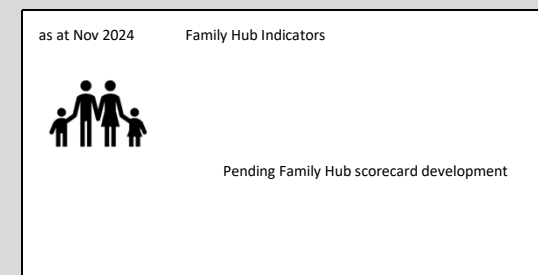 as at Nov 2024 Family Hub Indicators
Pending Family Hub scorecard development